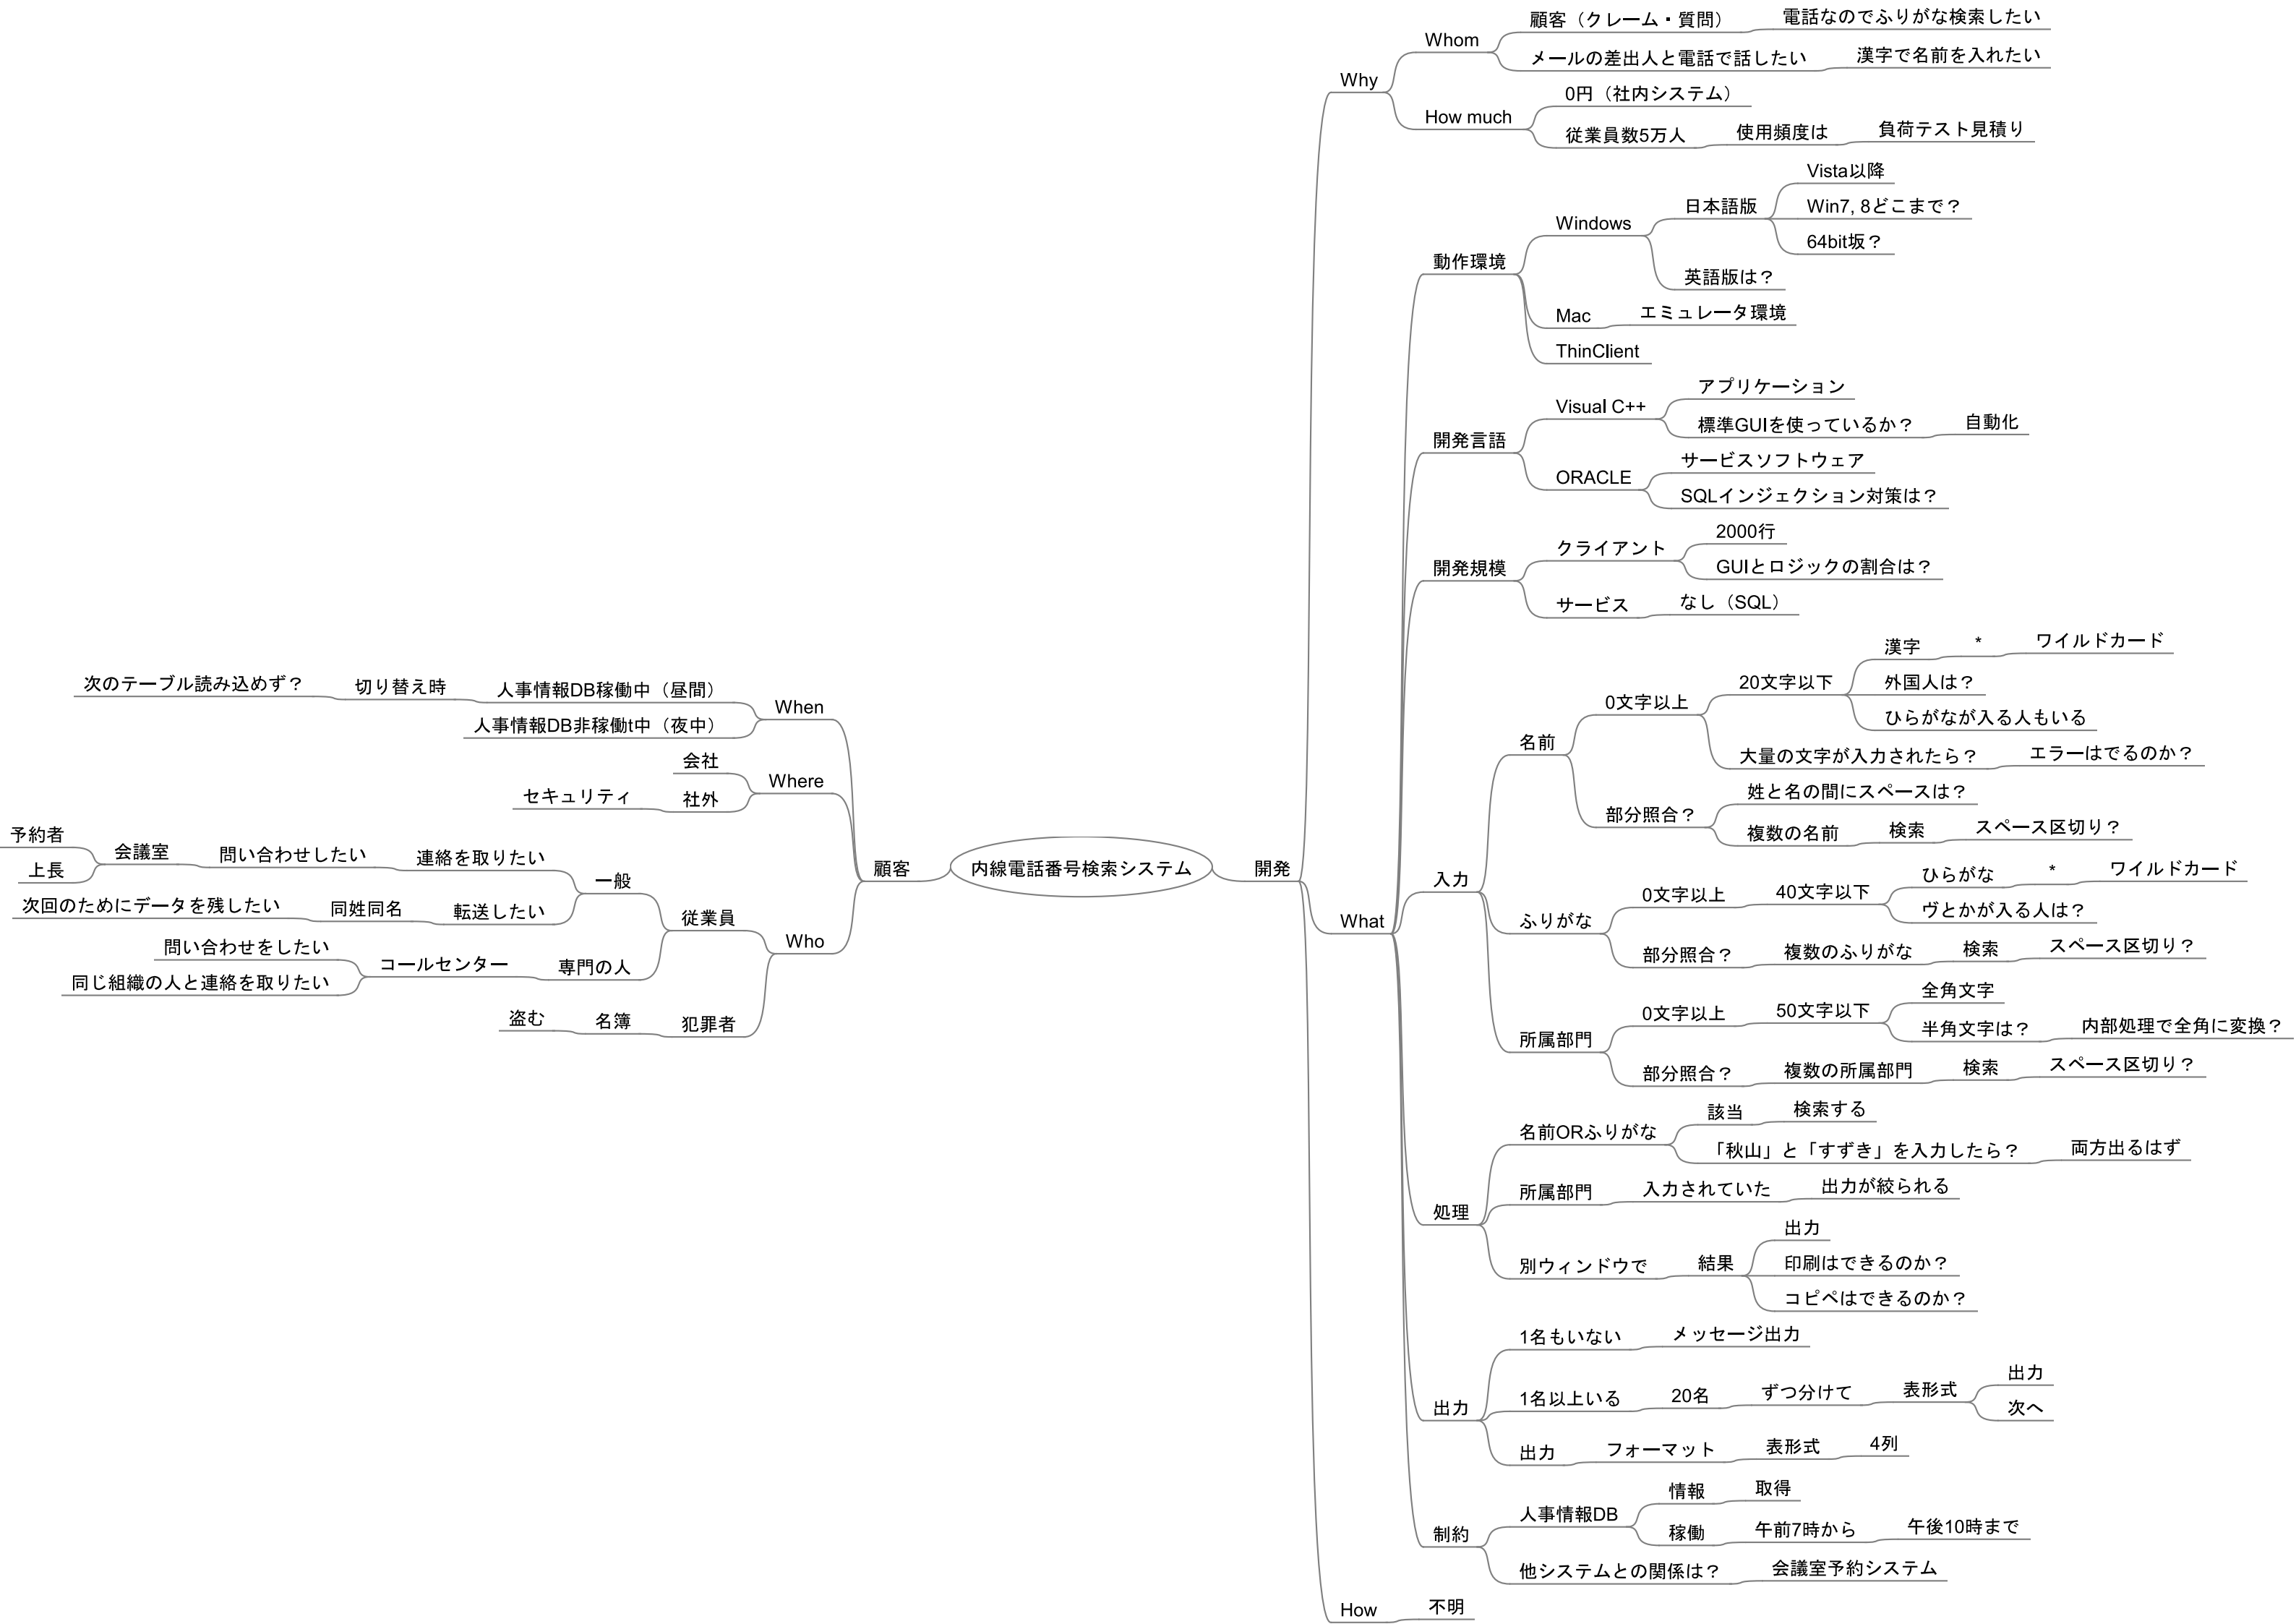 内線電話番号検索システム
顧客
When
人事情報DB稼働中（昼間）
切り替え時
次のテーブル読み込めず？
人事情報DB非稼働t中（夜中）
Where
会社
社外
セキュリティ
Who
従業員
一般
連絡を取りたい
問い合わせしたい
会議室
予約者
上長
転送したい
同姓同名
次回のためにデータを残したい
専門の人
コールセンター
問い合わせをしたい
同じ組織の人と連絡を取りたい
犯罪者
名簿
盗む
開発
Why
Whom
顧客（クレーム・質問）
電話なのでふりがな検索したい
メールの差出人と電話で話したい
漢字で名前を入れたい
How much
0円（社内システム）
従業員数5万人
使用頻度は
負荷テスト見積り
What
動作環境
Windows
日本語版
Vista以降
Win7, 8どこまで？
64bit坂？
英語版は？
Mac
エミュレータ環境
ThinClient
開発言語
Visual C++
アプリケーション
標準GUIを使っているか？
自動化
ORACLE
サービスソフトウェア
SQLインジェクション対策は？
開発規模
クライアント
2000行
GUIとロジックの割合は？
サービス
なし（SQL）
入力
名前
0文字以上
20文字以下
漢字
*
ワイルドカード
外国人は？
ひらがなが入る人もいる
大量の文字が入力されたら？
エラーはでるのか？
部分照合？
姓と名の間にスペースは？
複数の名前
検索
スペース区切り？
ふりがな
0文字以上
40文字以下
ひらがな
*
ワイルドカード
ヴとかが入る人は？
部分照合？
複数のふりがな
検索
スペース区切り？
所属部門
0文字以上
50文字以下
全角文字
半角文字は？
内部処理で全角に変換？
部分照合？
複数の所属部門
検索
スペース区切り？
処理
名前ORふりがな
該当
検索する
「秋山」と「すずき」を入力したら？
両方出るはず
所属部門
入力されていた
出力が絞られる
別ウィンドウで
結果
出力
印刷はできるのか？
コピペはできるのか？
出力
1名もいない
メッセージ出力
1名以上いる
20名
ずつ分けて
表形式
出力
次へ
出力
フォーマット
表形式
4列
制約
人事情報DB
情報
取得
稼働
午前7時から
午後10時まで
他システムとの関係は？
会議室予約システム
How
不明